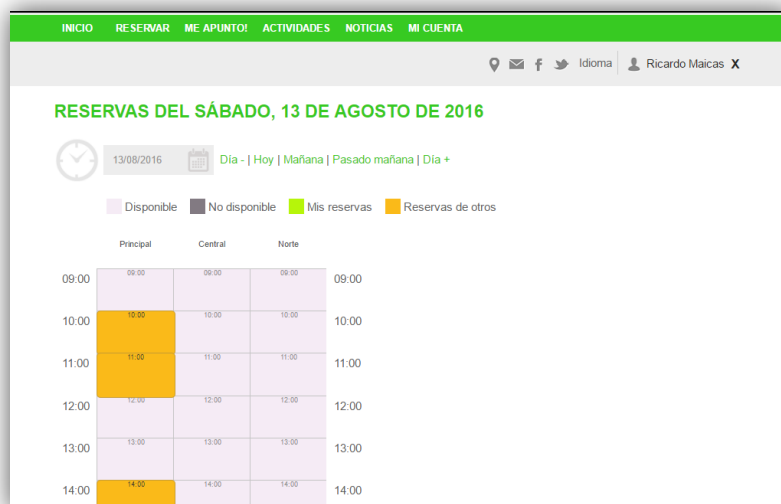 INICIO RESERVAR ME APUNTO! ACTIVIDADES NOTICIAS MI CUENTA
Idioma Ricardo Maicas X
RESERVAS DEL SÁBADO, 13 DE AGOSTO DE 2016
13/08/2016 Día - | Hoy | Mañana | Pasado mañana | Día +
Disponible No disponible Mis reservas Reservas de otros
Principal Central Norte
09:00 09:00 09:00 09:00 09:00
10:00 10:00 10:00 10:00 10:00
11:00 11:00 11:00 11:00 11:00
12:00 12:00 12:00 12:00 12:00
13:00 13:00 13:00 13:00 13:00
14:00 14:00 14:00 14:00 14:00